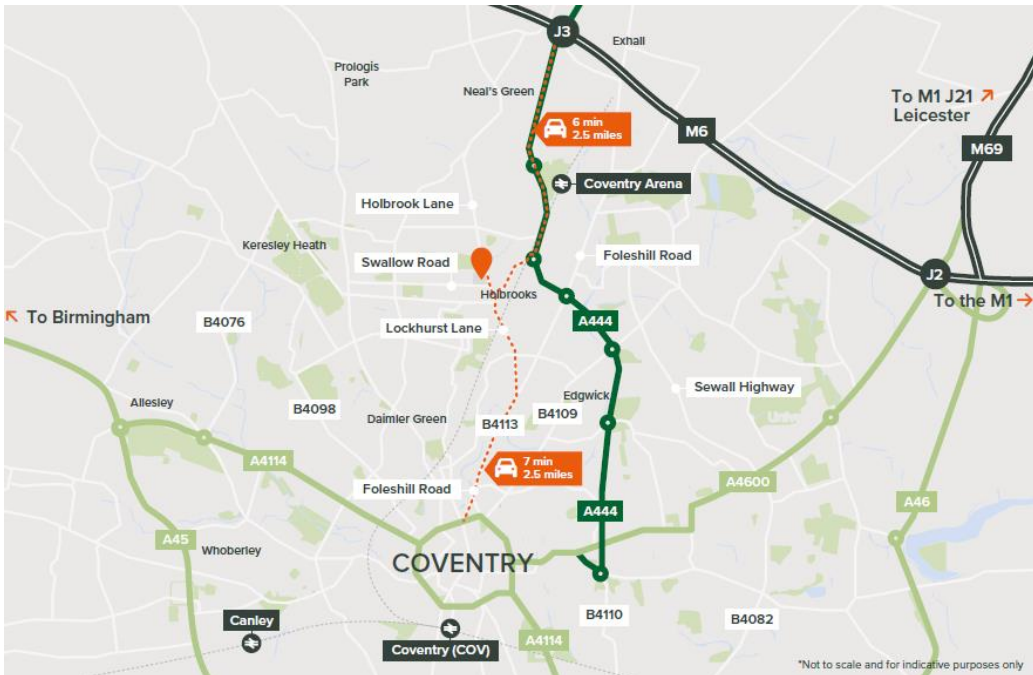 J3
Exhall
Prologis
Park
Neal's Green
To M1 J21
Leicester
6 min
2.5 miles
M6
M69
Coventry Arena
Holbrook Lane
Keresley Heath
Swallow Road
Foleshill Road
J2
Holbrooks
To the M1
To Birmingham
B4076
Lockhurst Lane
A444
Allesley
B4098
Daimler Green
B4113
B4109
Edgwick
Sewall Highway
A4114
7 min
2.5 miles
Foleshill Road
A4600
A46
A444
A45
Whoberley
COVENTRY
Canley
Coventry (COV)
A4114
B4110
B4082
*Not to scale and for indicative purposes only